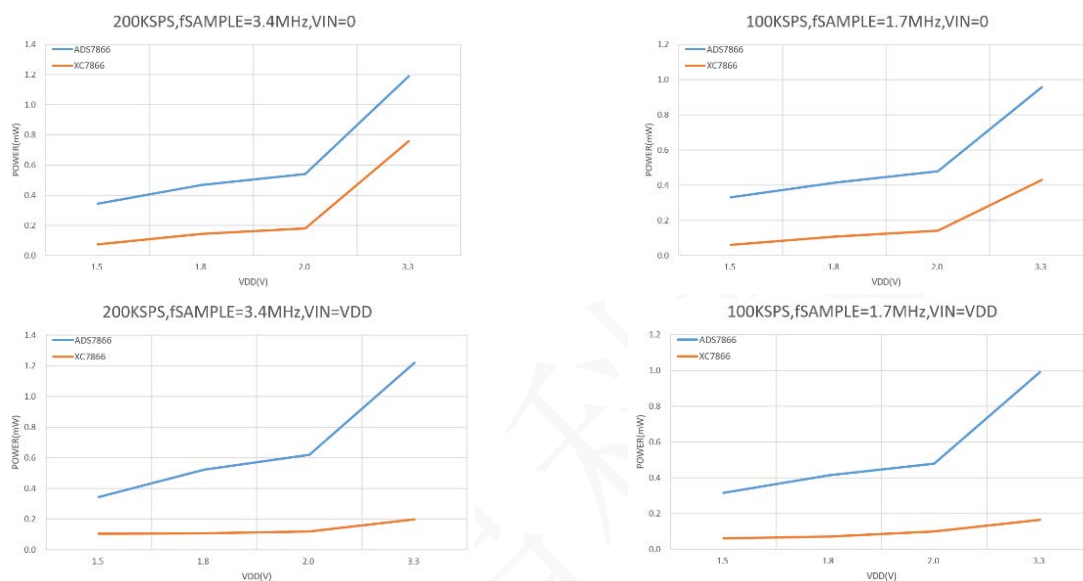 200KSPS,fSAMPLE=3.4MHz,VIN=0
ADS7866
XC7866
POWER(mW)
1.4
1.2
1.0
0.8
0.6
0.4
0.2
0.0
1.5 1.8 2.0 3.3
VDD(V)
100KSPS,fSAMPLE=1.7MHz,VIN=0
ADS7866
XC7866
POWER(mW)
1.2
1.0
0.8
0.6
0.4
0.2
0.0
1.5 1.8 2.0 3.3
VDD(V)
200KSPS,fSAMPLE=3.4MHz,VIN=VDD
ADS7866
XC7866
POWER(mW)
1.4
1.2
1.0
0.8
0.6
0.4
0.2
0.0
1.5 1.8 2.0 3.3
VDD(V)
100KSPS,fSAMPLE=1.7MHz,VIN=VDD
ADS7866
XC7866
POWER(mW)
1.2
1.0
0.8
0.6
0.4
0.2
0.0
1.5 1.8 2.0 3.3
VDD(V)